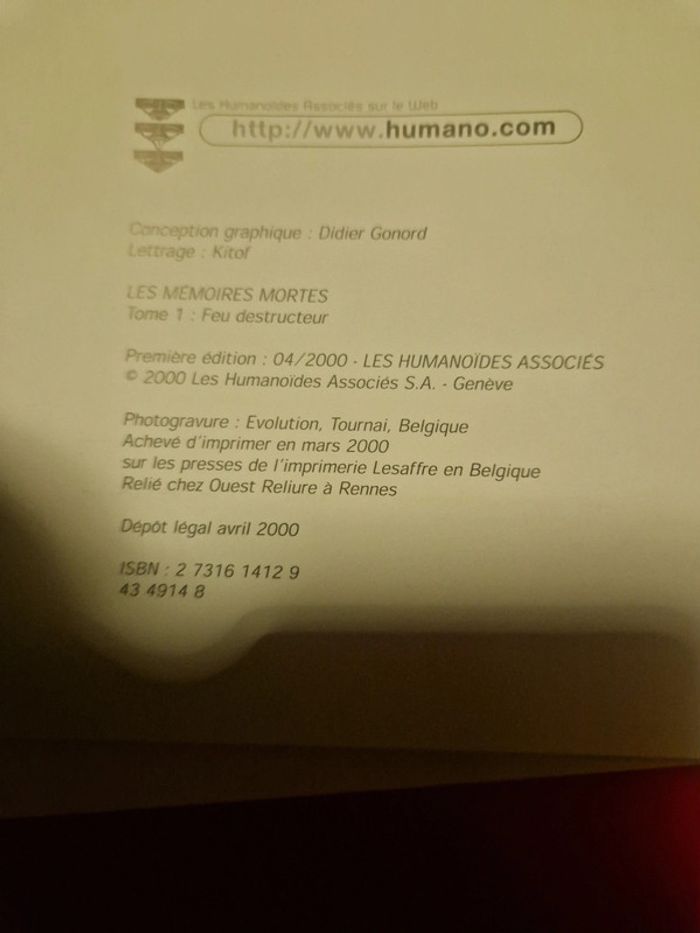 Les Humanoïdes Associés sur le Web
http://www.humano.com
Conception graphique : Didier Gonord
Lettrage : Kitof
LES MÉMOIRES MORTES
Tome 1 : Feu destructeur
Première édition : 04/2000 - LES HUMANOÏDES ASSOCIÉS
© 2000 Les Humanoïdes Associés S.A. - Genève
Photogravure : Evolution, Tournai, Belgique
Achevé d'imprimer en mars 2000
sur les presses de l'imprimerie Lesaffre en Belgique
Relié chez Ouest Reliure à Rennes
Dépôt légal avril 2000
ISBN : 2 7316 1412 9
43 4914 8